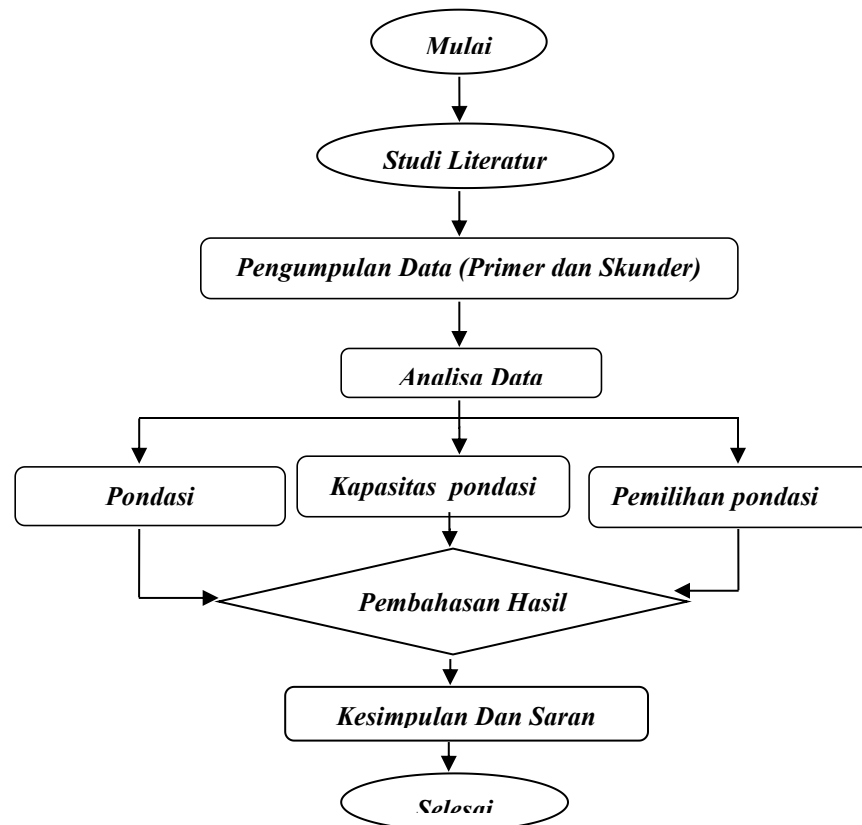 Mulai
Studi Literatur
Pengumpulan Data (Primer dan Skunder)
Analisa Data
Pondasi
Kapasitas pondasi
Pemilihan pondasi
Pembahasan Hasil
Kesimpulan Dan Saran
Selesai